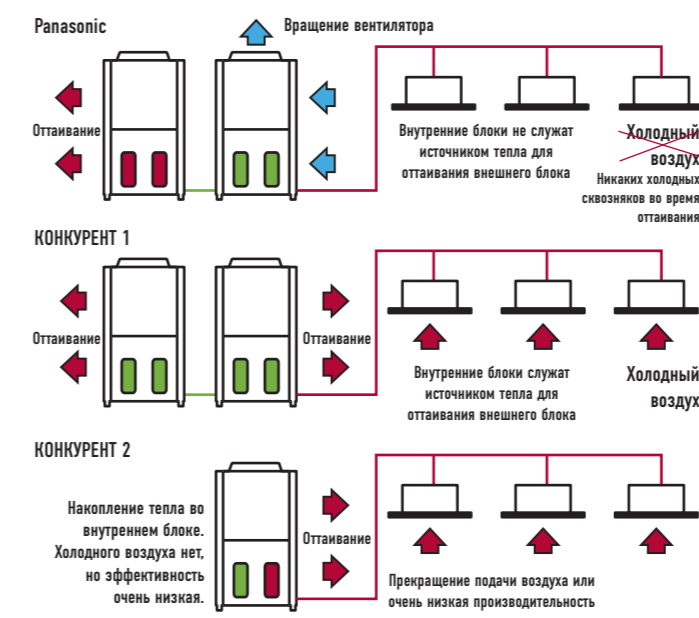 Panasonic
Вращение вентилятора
Оттаивание
Внутренние блоки не служат
источником тепла для
оттаивания внешнего блока
Холодный
воздух
Никаких холодных
сквозняков во время
оттаивания
КОНКУРЕНТ 1
Оттаивание
Оттаивание
Внутренние блоки служат
источником тепла для
оттаивания внешнего блока
Холодный
воздух
КОНКУРЕНТ 2
Накопление тепла во
внутреннем блоке.
Холодного воздуха нет,
но эффективность
очень низкая.
Оттаивание
Прекращение подачи воздуха или
очень низкая производительность